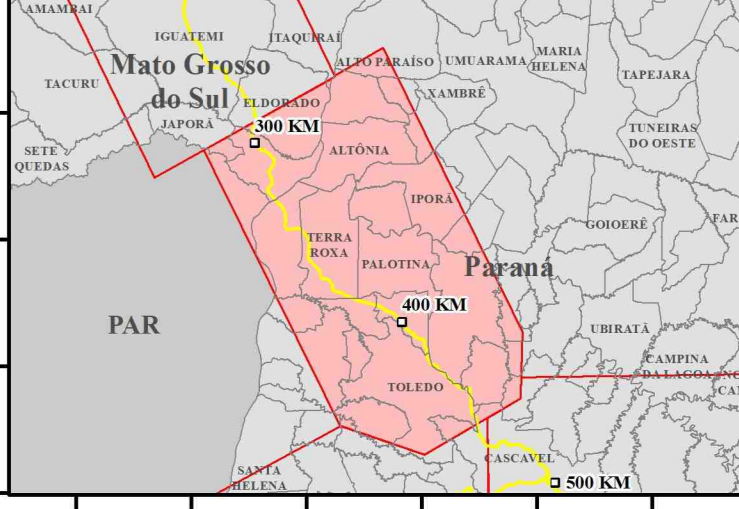 AMAMBAI
IGUATEMI
ITAQUIRAÍ
MARIA
HELENA
ALTO PARAÍSO
UMUARAMA
Mato Grosso
do Sul
TACURU
TAPEJARA
XAMBRÊ
ELDORADO
JAPORÃ
300 KM
TUNEIRAS
DO OESTE
SETE
QUEDAS
ALTÔNIA
IPORÃ
GOIOERÊ
FAR
TERRA
ROXA
PALOTINA
Paraná
400 KM
PAR
UBIRATÃ
CAMPINA
DA LAGOA
TOLEDO
CASCAVEL
SANTA
HELENA
500 KM